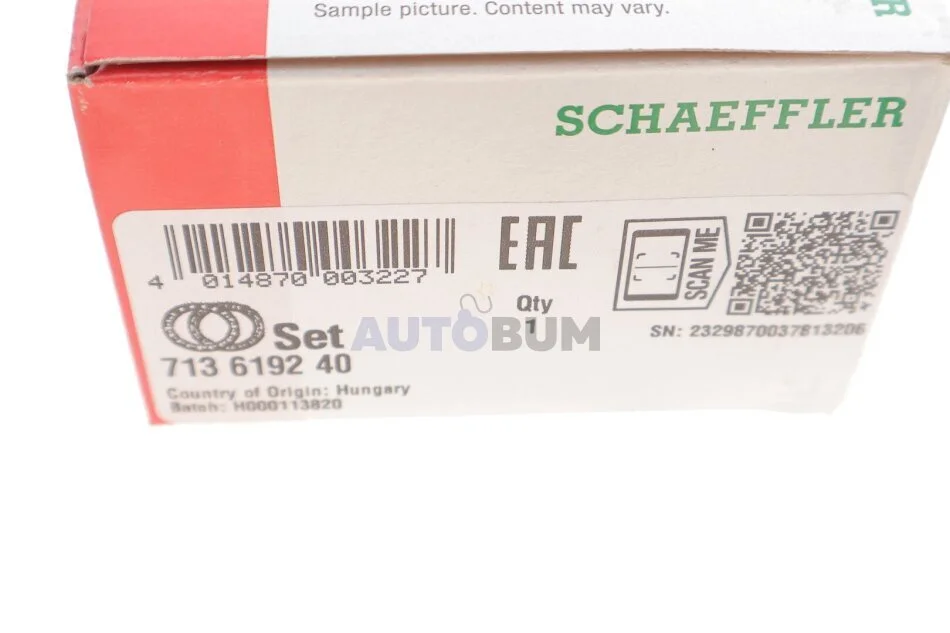 Sample picture. Content may vary.
R
SCHAEFFLER
4 014870 003227
EAC
SCAN ME
Qty
1
Set
AUTOBUM
SN: 2329870037813206
713 6192 40
Country of Origin: Hungary
Batch: H000113820